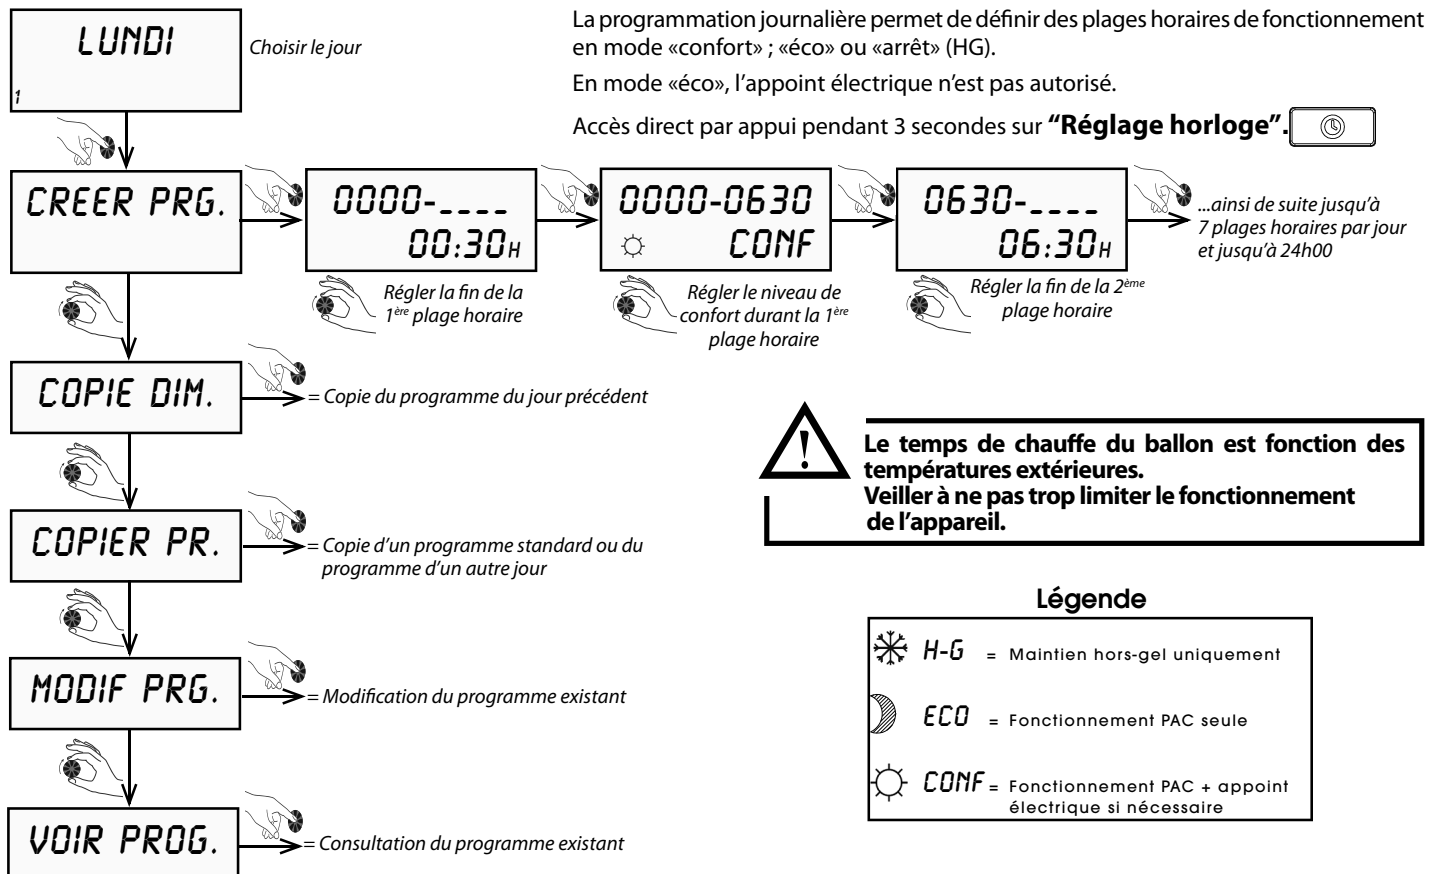 LUNDI
1
Choisir le jour
La programmation journalière permet de définir des plages horaires de fonctionnement
en mode «confort» ; «éco» ou «arrêt» (HG).
En mode «éco», l’appoint électrique n’est pas autorisé.
Accès direct par appui pendant 3 secondes sur “Réglage horloge”.
CREER PRG.
0000-____
00:30H
Régler la fin de la
1ère plage horaire
0000-0630
CONF
Régler le niveau de
confort durant la 1ère
plage horaire
0630-____
06:30H
Régler la fin de la 2ème
plage horaire
...ainsi de suite jusqu’à
7 plages horaires par jour
et jusqu’à 24h00
COPIE DIM.
= Copie du programme du jour précédent
COPIER PR.
= Copie d’un programme standard ou du
programme d’un autre jour
MODIF PRG.
= Modification du programme existant
VOIR PROG.
= Consultation du programme existant
Le temps de chauffe du ballon est fonction des
températures extérieures.
Veiller à ne pas trop limiter le fonctionnement
de l’appareil.
Légende
H-G = Maintien hors-gel uniquement
ECO = Fonctionnement PAC seule
CONF = Fonctionnement PAC + appoint
électrique si nécessaire